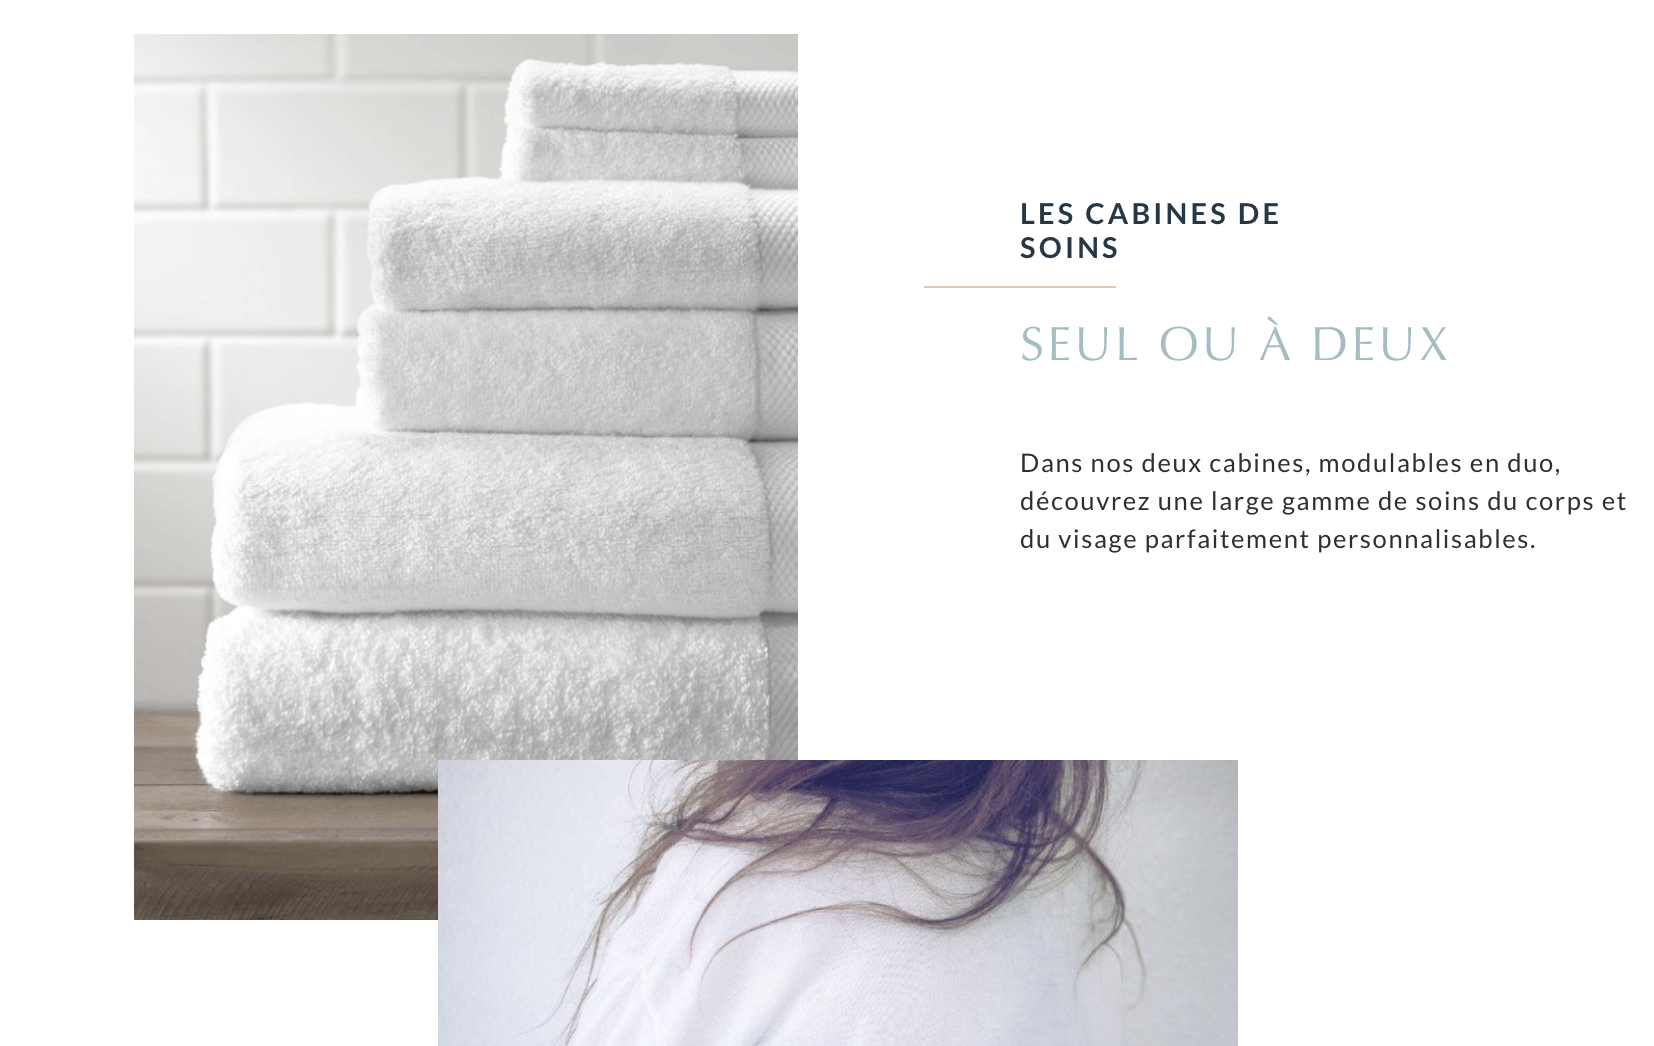 LES CABINES DE
SOINS
SEUL OU À DEUX
Dans nos deux cabines, modulables en duo,
découvrez une large gamme de soins du corps et
du visage parfaitement personnalisables.